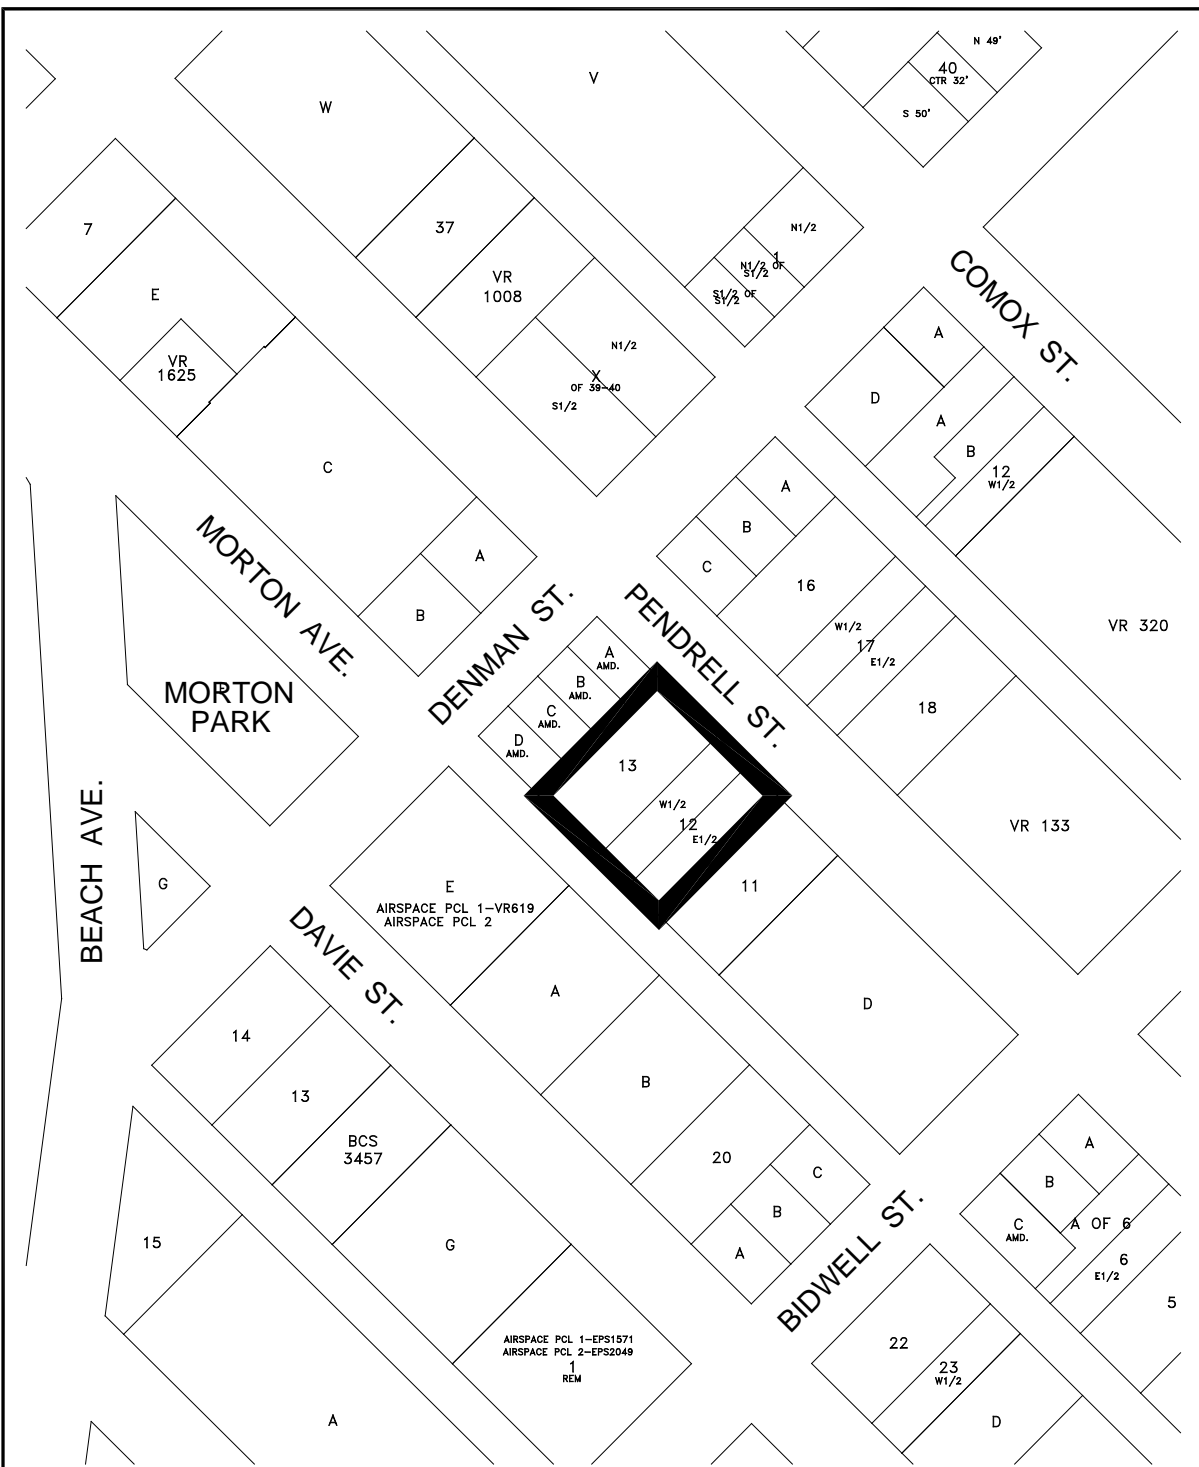 N 49'
40
CTR 32'
S 50'
V
W
7
37
N1/2
1
N1/2 OF
S1/2
S1/2 OF
S1/2
E
VR
1008
COMOX ST.
VR
1625
N1/2
X
OF 39-40
S1/2
A
D
A
B
12
W1/2
C
A
B
C
MORTON AVE.
A
B
DENMAN ST.
PENDRELL ST.
16
W1/2
17
E1/2
18
VR 320
MORTON
PARK
A
AMD.
B
AMD.
C
AMD.
D
AMD.
13
W1/2
12
E1/2
VR 133
BEACH AVE.
G
E
AIRSPACE PCL 1-VR619
AIRSPACE PCL 2
11
DAVIE ST.
A
D
14
13
B
BCS
3457
20
C
B
A
BIDWELL ST.
A
B
C
AMD.
A OF 6
6
E1/2
5
15
G
AIRSPACE PCL 1-EPS1571
AIRSPACE PCL 2-EPS2049
1
REM
22
23
W1/2
D
A